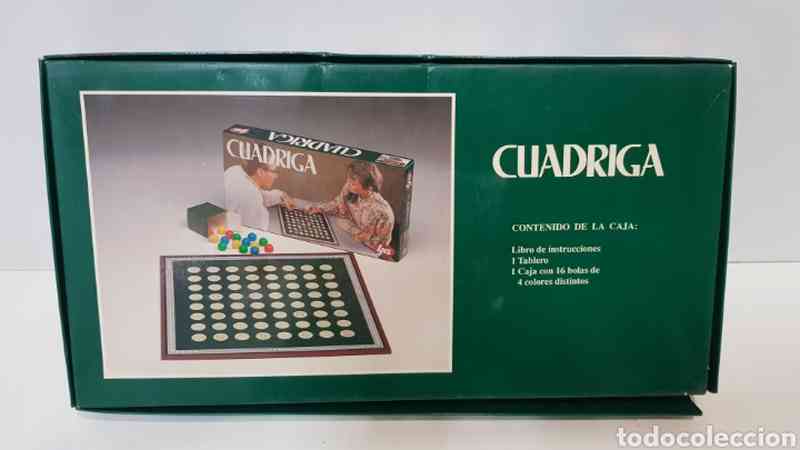 CUADRIGA
CUADRIGA
CUADRIGA
CONTENIDO DE LA CAJA:
Libro de instrucciones
1 Tablero
1 Caja con 16 bolas de
4 colores distintos
todocoleccion